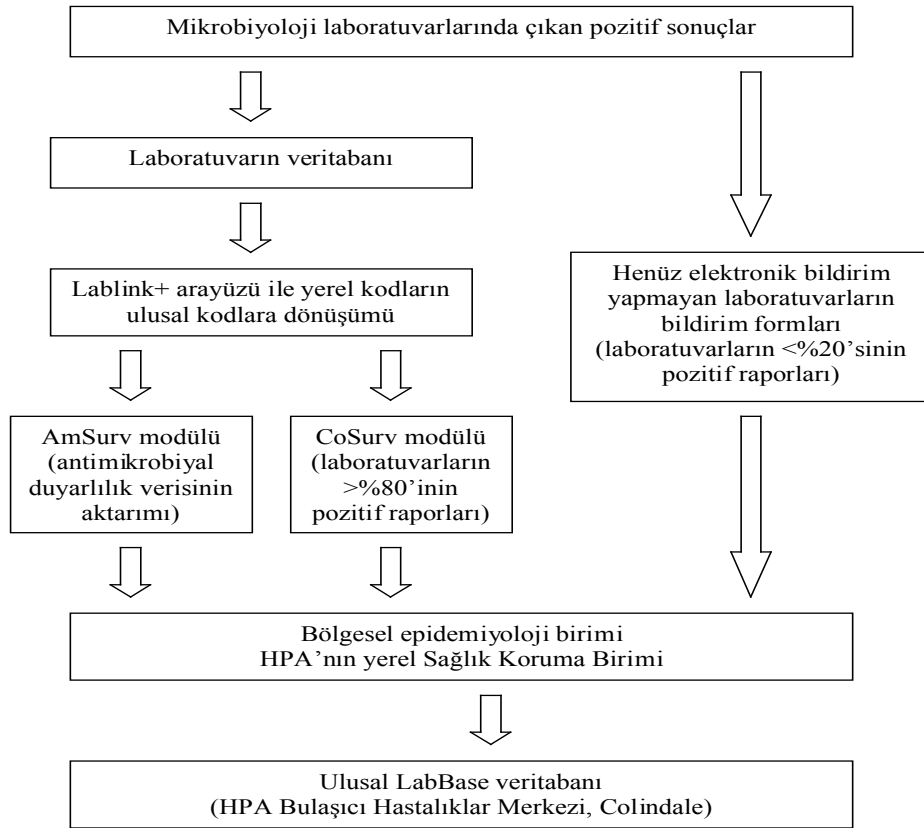 Mikrobiyoloji laboratuvarlarında çıkan pozitif sonuçlar
Laboratuvarın veritabanı
Lablink+ arayüzü ile yerel kodların
ulusal kodlara dönüşümü
Henüz elektronik bildirim
yapmayan laboratuvarların
bildirim formları
(laboratuvarların <%20’sinin
pozitif raporları)
AmSurv modülü
(antimikrobiyal
duyarlılık verisinin
aktarımı)
CoSurv modülü
(laboratuvarların
>%80’inin
pozitif raporları)
Bölgesel epidemiyoloji birimi
HPA’nın yerel Sağlık Koruma Birimi
Ulusal LabBase veritabanı
(HPA Bulaşıcı Hastalıklar Merkezi, Colindale)